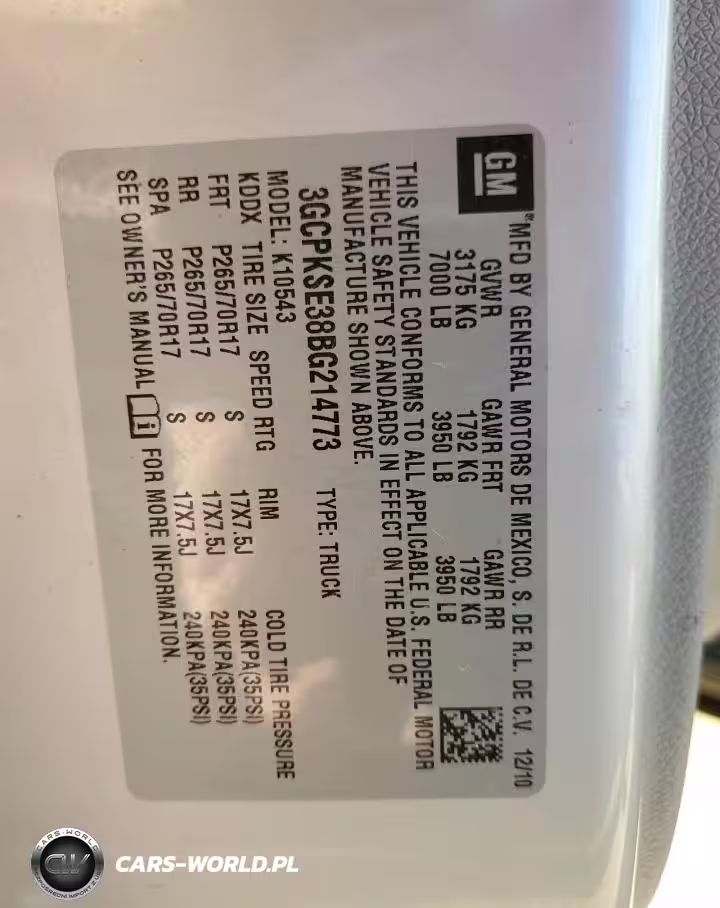 GM
® MFD BY GENERAL MOTORS DE MEXICO, S. DE R.L. DE C.V. 12/10
GVWR GAWR FRT GAWR RR
3175 KG 1792 KG 1792 KG
7000 LB 3950 LB 3950 LB
THIS VEHICLE CONFORMS TO ALL APPLICABLE U.S. FEDERAL MOTOR
VEHICLE SAFETY STANDARDS IN EFFECT ON THE DATE OF
MANUFACTURE SHOWN ABOVE.
3GCPKSE38BG214773 TYPE: TRUCK
MODEL: K10543
KDDX TIRE SIZE SPEED RTG RIM COLD TIRE PRESSURE
FRT P265/70R17 S 17X7.5J 240KPA(35PSI)
RR P265/70R17 S 17X7.5J 240KPA(35PSI)
SPA P265/70R17 S 17X7.5J 240KPA(35PSI)
SEE OWNER'S MANUAL FOR MORE INFORMATION.
CARS-WORLD
CW
CARS-WORLD.PL